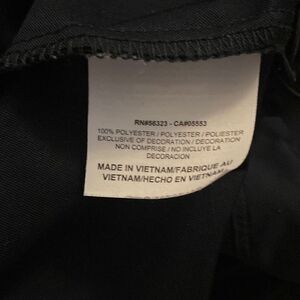 RN#56323 - CA#05553
100% POLYESTER / POLYESTER / POLIESTER
EXCLUSIVE OF DECORATION / DECORATION
NON COMPRISE / NO INCLUYE LA
DECORACION
MADE IN VIETNAM/FABRIQUE AU
VIETNAM/HECHO EN VIETNAM